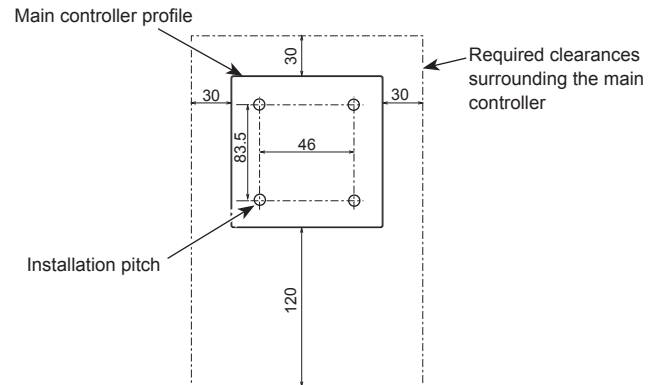 Main controller profile
30
Required clearances
surrounding the main
controller
30
30
83.5
46
Installation pitch
120